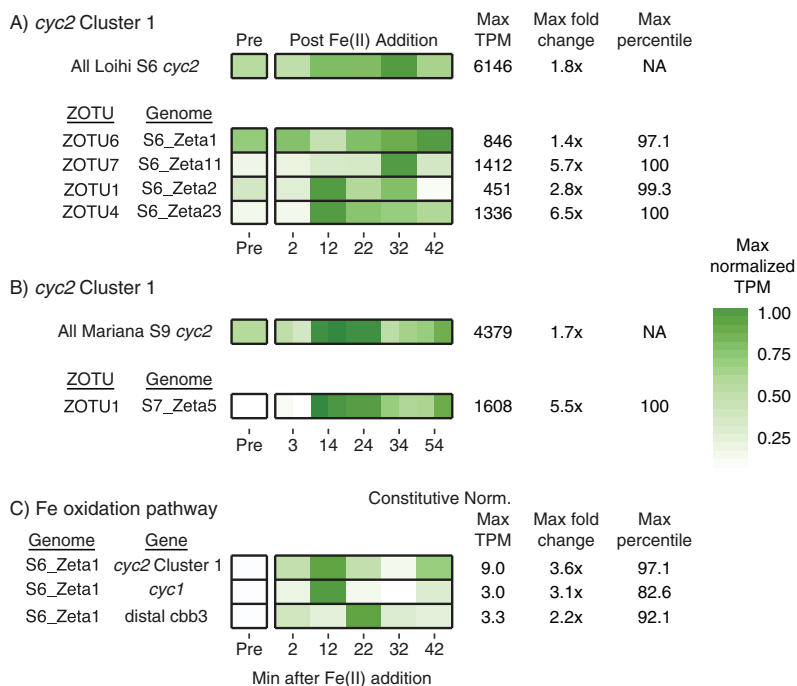 A) cyc2 Cluster 1
Pre Post Fe(II) Addition Max TPM Max fold change Max percentile
All Loihi S6 cyc2 6146 1.8x NA
ZOTU Genome
ZOTU6 S6_Zeta1 846 1.4x 97.1
ZOTU7 S6_Zeta11 1412 5.7x 100
ZOTU1 S6_Zeta2 451 2.8x 99.3
ZOTU4 S6_Zeta23 1336 6.5x 100
Pre 2 12 22 32 42
Max normalized TPM
1.00
0.75
0.50
0.25
B) cyc2 Cluster 1
All Mariana S9 cyc2 4379 1.7x NA
ZOTU Genome
ZOTU1 S7_Zeta5 1608 5.5x 100
Pre 3 14 24 34 54
C) Fe oxidation pathway
Constitutive Norm.
Genome Gene Max TPM Max fold change Max percentile
S6_Zeta1 cyc2 Cluster 1 9.0 3.6x 97.1
S6_Zeta1 cyc1 3.0 3.1x 82.6
S6_Zeta1 distal cbb3 3.3 2.2x 92.1
Pre 2 12 22 32 42
Min after Fe(II) addition